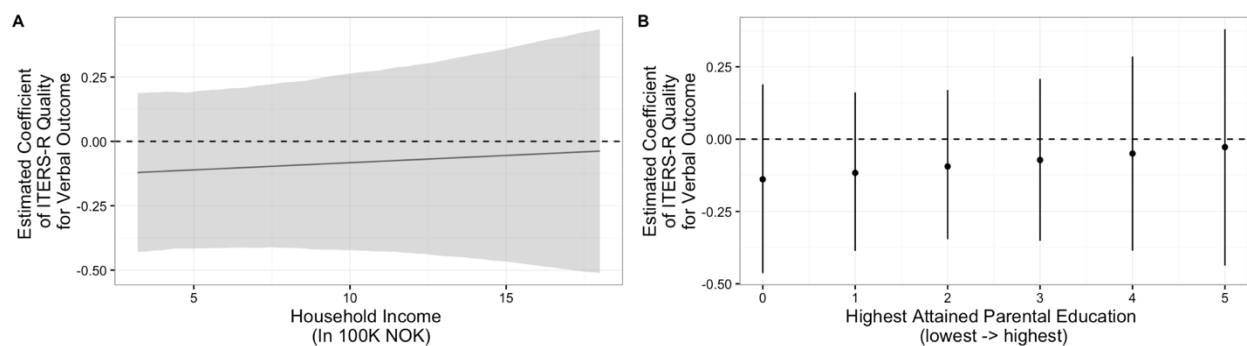 A
Estimated Coefficient
of ITERS-R Quality
for Verbal Outcome
0.25
0.00
-0.25
-0.50
5
10
15
Household Income
(In 100K NOK)
B
Estimated Coefficient
of ITERS-R Quality
for Verbal Outcome
0.25
0.00
-0.25
-0.50
0
1
2
3
4
5
Highest Attained Parental Education
(lowest -> highest)